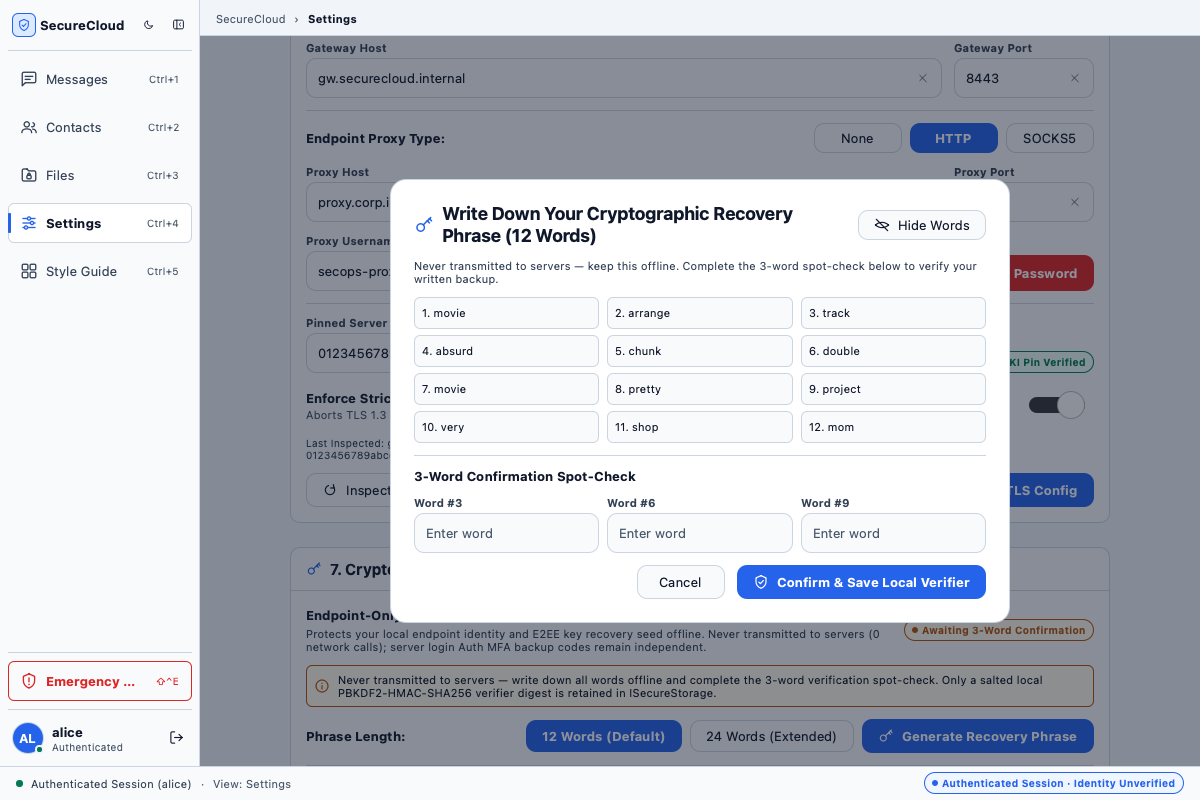 SecureCloud
SecureCloud › Settings
Messages Ctrl+1
Contacts Ctrl+2
Files Ctrl+3
Settings Ctrl+4
Style Guide Ctrl+5
Emergency ... ⇧^E
AL alice
Authenticated
Gateway Host Gateway Port
gw.securecloud.internal 8443
Endpoint Proxy Type: None HTTP SOCKS5
Proxy Host Proxy Port
proxy.corp.i
Proxy Usernam
secops-pro
Password
Pinned Server
012345678
KI Pin Verified
Enforce Stric
Aborts TLS 1.3
Last Inspected: g
0123456789abc
Inspect
TLS Config
Write Down Your Cryptographic Recovery
Phrase (12 Words)
Hide Words
Never transmitted to servers — keep this offline. Complete the 3-word spot-check below to verify your
written backup.
1. movie 2. arrange 3. track
4. absurd 5. chunk 6. double
7. movie 8. pretty 9. project
10. very 11. shop 12. mom
3-Word Confirmation Spot-Check
Word #3 Word #6 Word #9
Enter word Enter word Enter word
Cancel Confirm & Save Local Verifier
7. Crypto
Endpoint-Only
Awaiting 3-Word Confirmation
Protects your local endpoint identity and E2EE key recovery seed offline. Never transmitted to servers (0
network calls); server login Auth MFA backup codes remain independent.
Never transmitted to servers — write down all words offline and complete the 3-word verification spot-check. Only a salted local
PBKDF2-HMAC-SHA256 verifier digest is retained in ISecureStorage.
Phrase Length: 12 Words (Default) 24 Words (Extended) Generate Recovery Phrase
Authenticated Session (alice) · View: Settings
Authenticated Session · Identity Unverified